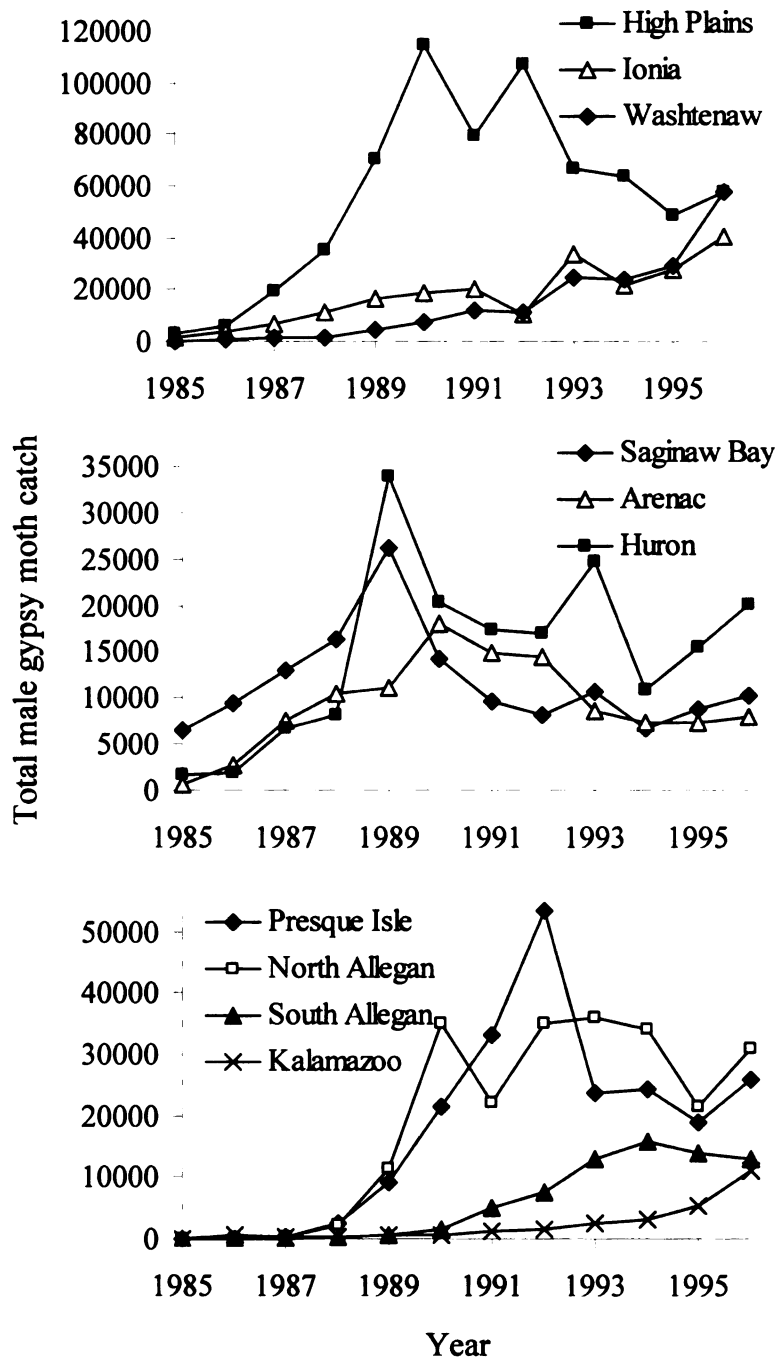 120000
100000
80000
60000
40000
20000
0
High Plains
Ionia
Washtenaw
1985 1987 1989 1991 1993 1995
Total male gypsy moth catch
35000
30000
25000
20000
15000
10000
5000
0
Saginaw Bay
Arenac
Huron
1985 1987 1989 1991 1993 1995
50000
40000
30000
20000
10000
0
Presque Isle
North Allegan
South Allegan
Kalamazoo
1985 1987 1989 1991 1993 1995
Year